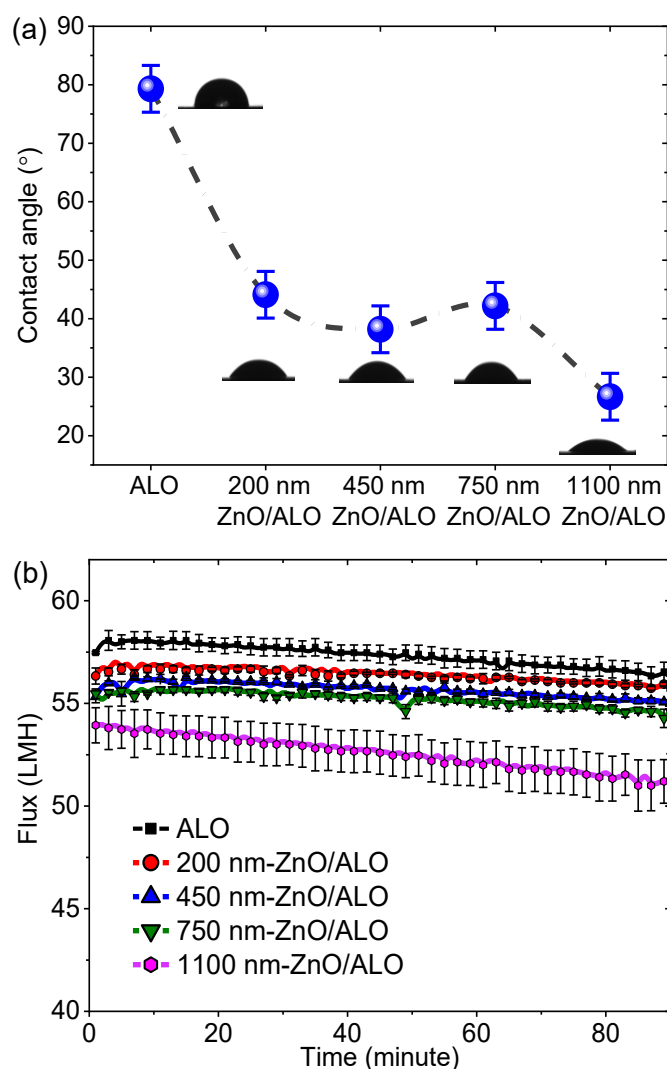 (a)
90
80
70
60
50
40
30
20
Contact angle (°)
ALO
200 nm 450 nm 750 nm 1100 nm
ZnO/ALO ZnO/ALO ZnO/ALO ZnO/ALO
(b)
60
55
50
45
40
Flux (LMH)
ALO
200 nm-ZnO/ALO
450 nm-ZnO/ALO
750 nm-ZnO/ALO
1100 nm-ZnO/ALO
0 20 40 60 80
Time (minute)